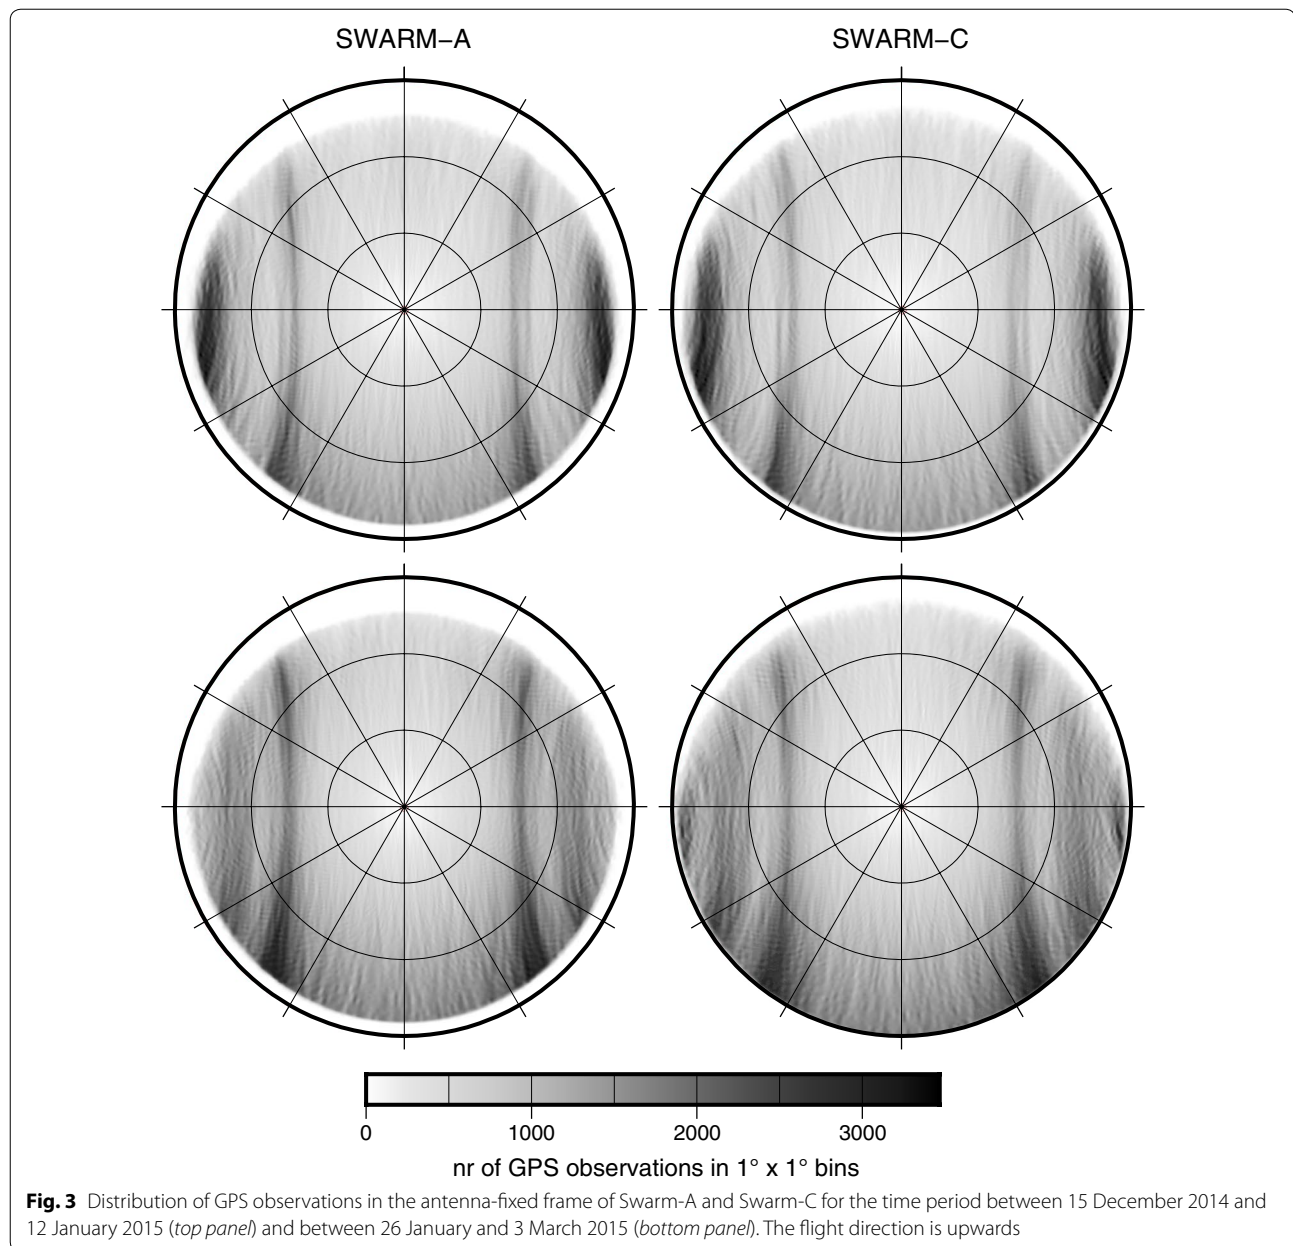 SWARM–A
SWARM–C
0
1000
2000
3000
nr of GPS observations in 1° x 1° bins
Fig. 3 Distribution of GPS observations in the antenna-fixed frame of Swarm-A and Swarm-C for the time period between 15 December 2014 and
12 January 2015 (top panel) and between 26 January and 3 March 2015 (bottom panel). The flight direction is upwards